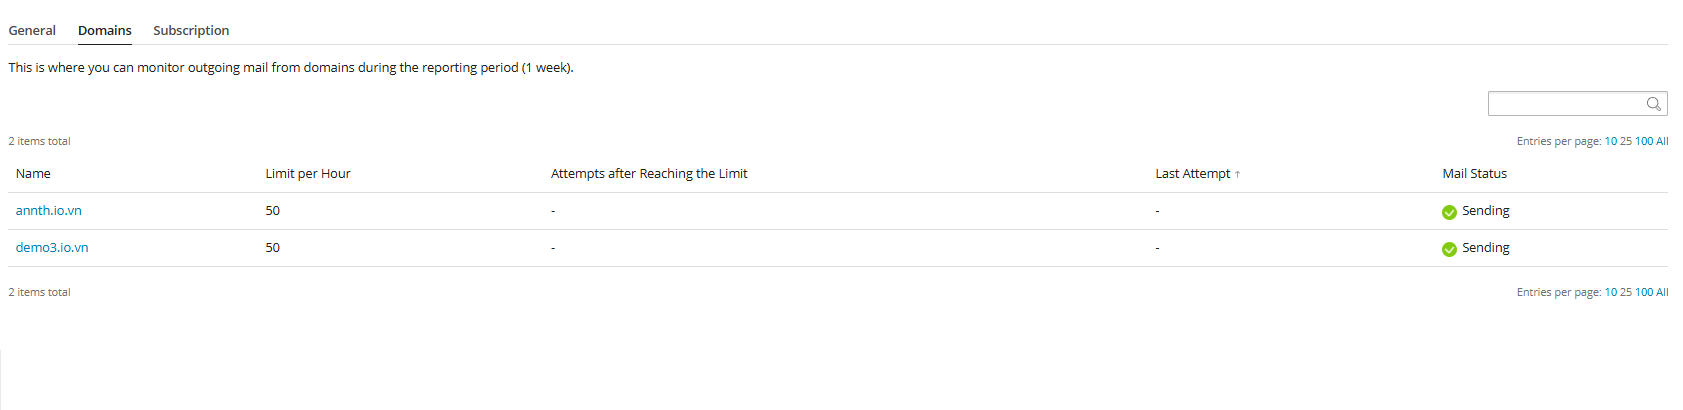 General Domains Subscription
This is where you can monitor outgoing mail from domains during the reporting period (1 week).
2 items total Entries per page: 10 25 100 All
Name Limit per Hour Attempts after Reaching the Limit Last Attempt ↑ Mail Status
annth.io.vn 50 - - Sending
demo3.io.vn 50 - - Sending
2 items total Entries per page: 10 25 100 All